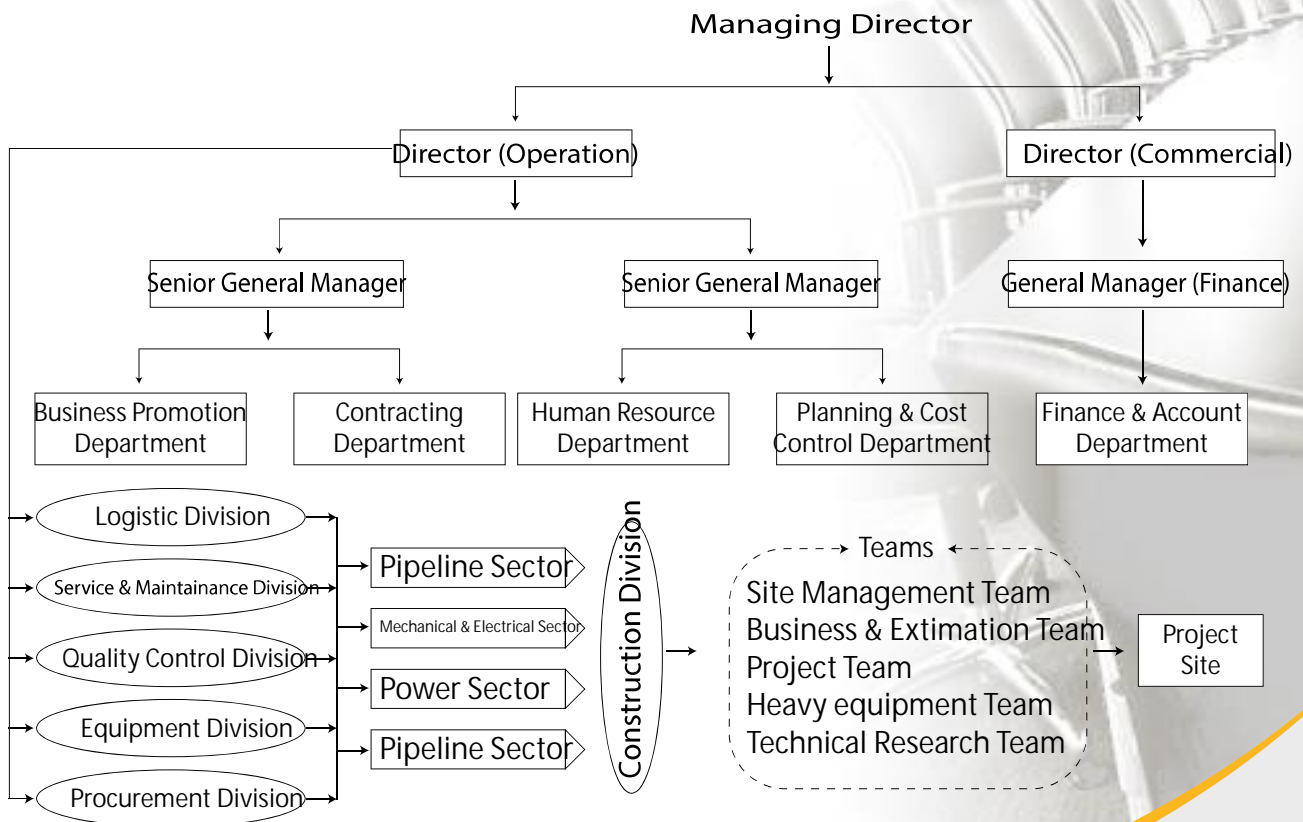 Managing Director
Director (Operation)
Director (Commercial)
Senior General Manager
Senior General Manager
General Manager (Finance)
Business Promotion
Department
Contracting
Department
Human Resource
Department
Planning & Cost
Control Department
Finance & Account
Department
Logistic Division
Service & Maintainance Division
Quality Control Division
Equipment Division
Procurement Division
Pipeline Sector
Mechanical & Electrical Sector
Power Sector
Pipeline Sector
Construction Division
Teams
Site Management Team
Business & Extimation Team
Project Team
Heavy equipment Team
Technical Research Team
Project
Site